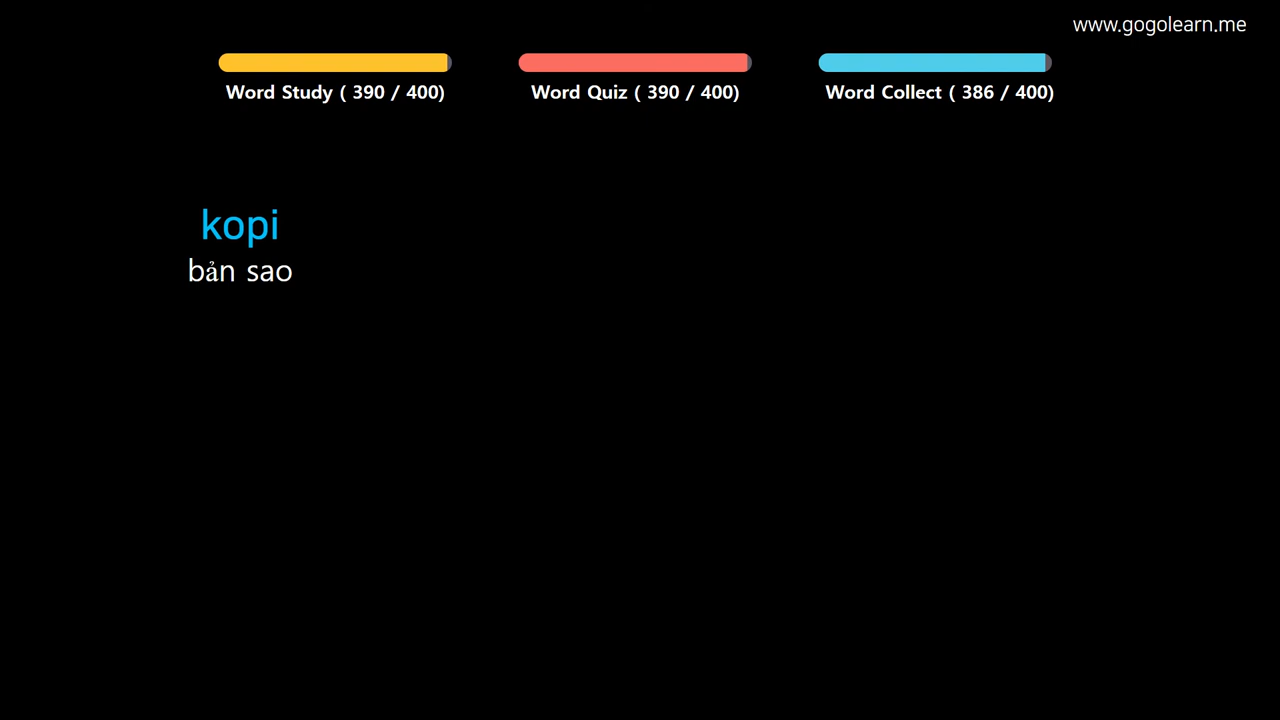 www.gogolearn.me
Word Study ( 390 / 400)
Word Quiz ( 390 / 400)
Word Collect ( 386 / 400)
kopi
bản sao